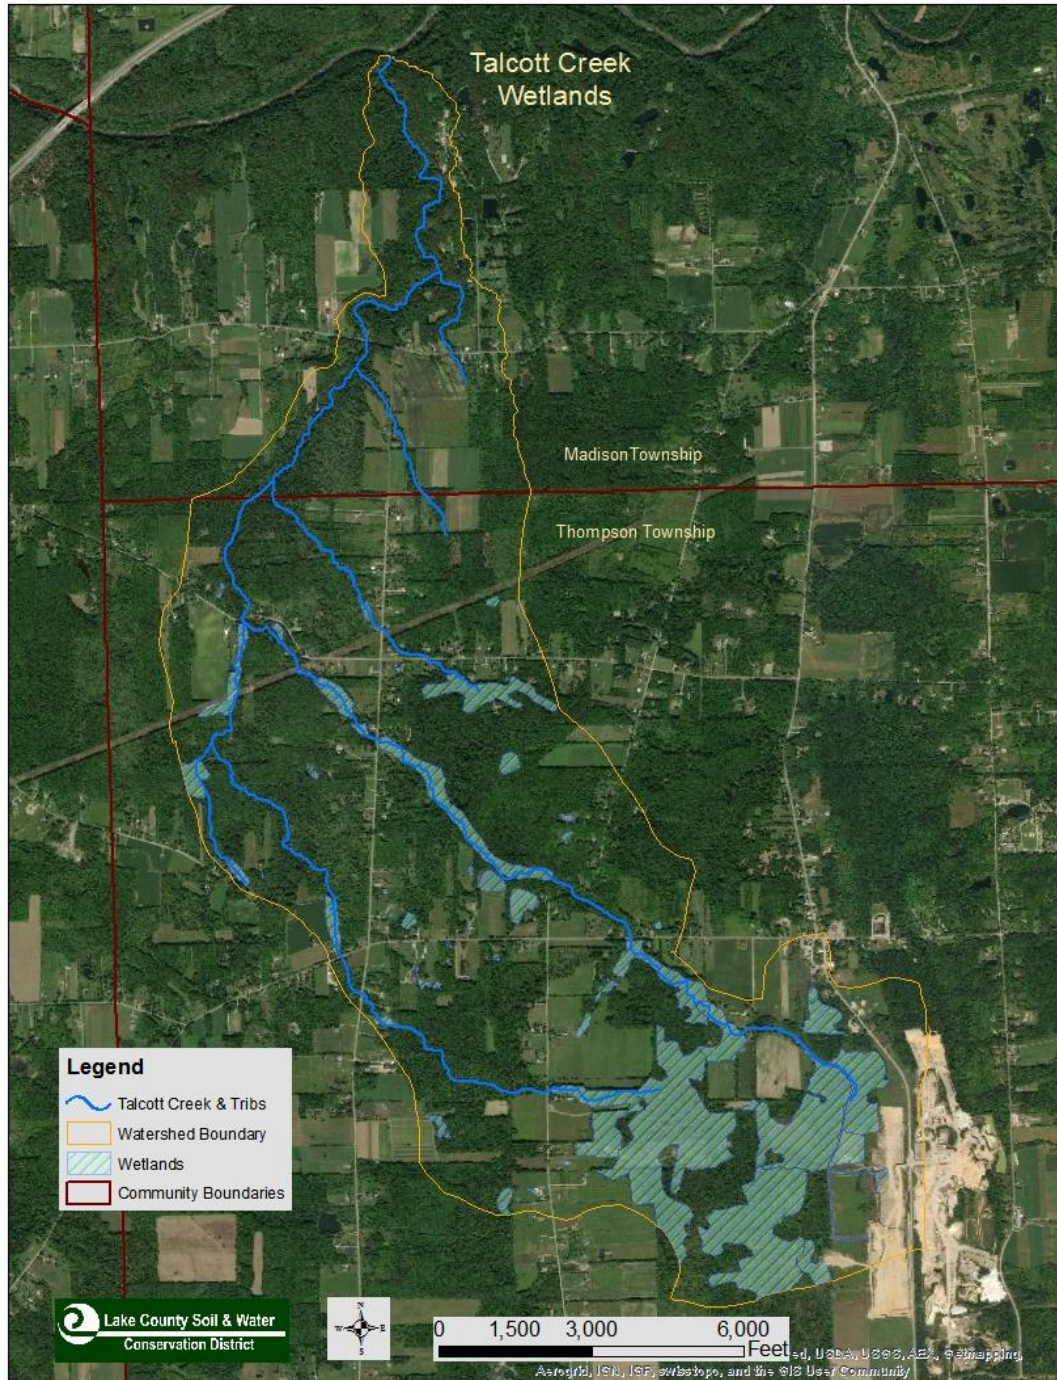 Talcott Creek
Wetlands
Madison Township
Thompson Township
Legend
Talcott Creek & Tribs
Watershed Boundary
Wetlands
Community Boundaries
Lake County Soil & Water
Conservation District
N
W E
S
0 1,500 3,000 6,000
Feet
ed, USDA, USGS, AEX, Getmapping,
Aerogrid, IGN, IGP, swisstopo, and the GIS User Community